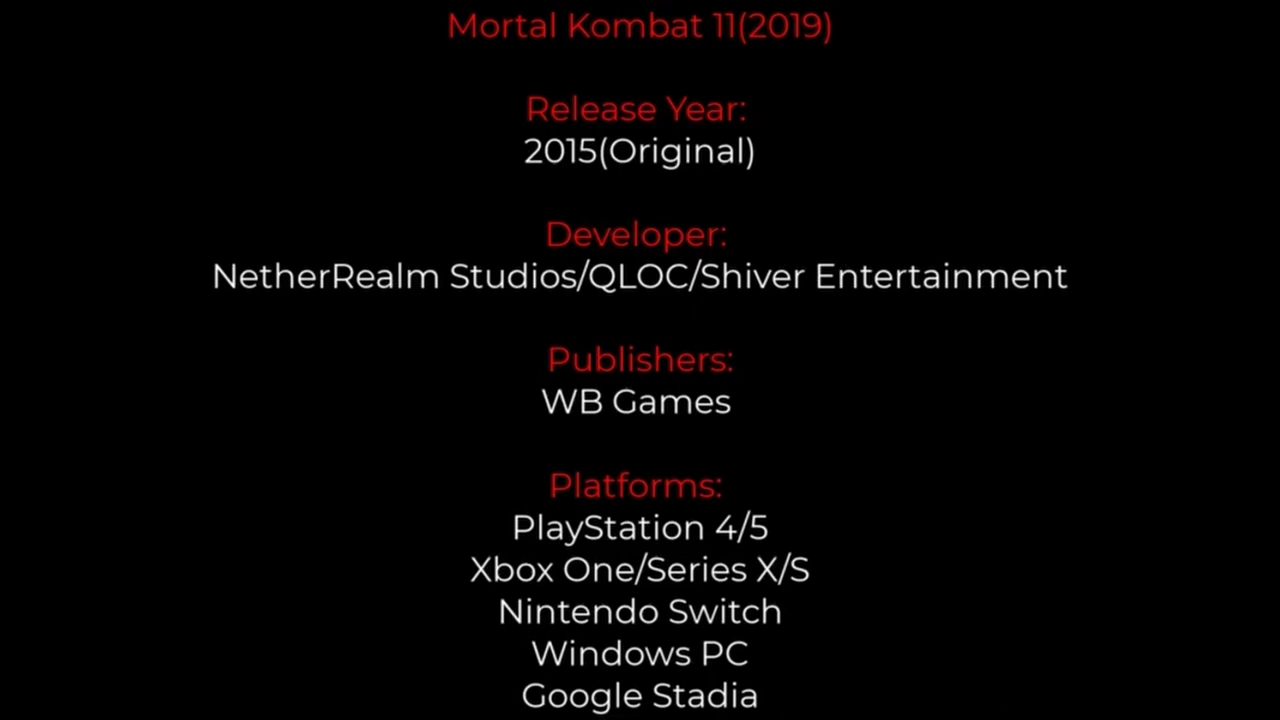 Mortal Kombat 11(2019)
Release Year:
2015(Original)
Developer:
NetherRealm Studios/QLOC/Shiver Entertainment
Publishers:
WB Games
Platforms:
PlayStation 4/5
Xbox One/Series X/S
Nintendo Switch
Windows PC
Google Stadia